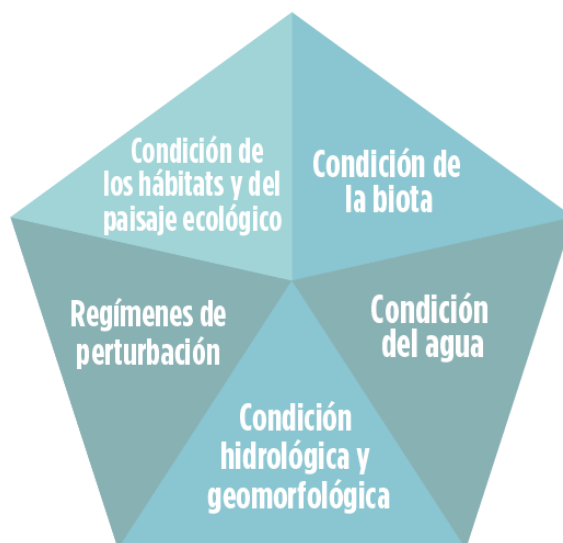 Condición de
los hábitats y del
paisaje ecológico
Condición de
la biota
Regímenes de
perturbación
Condición
del agua
Condición
hidrológica y
geomorfológica